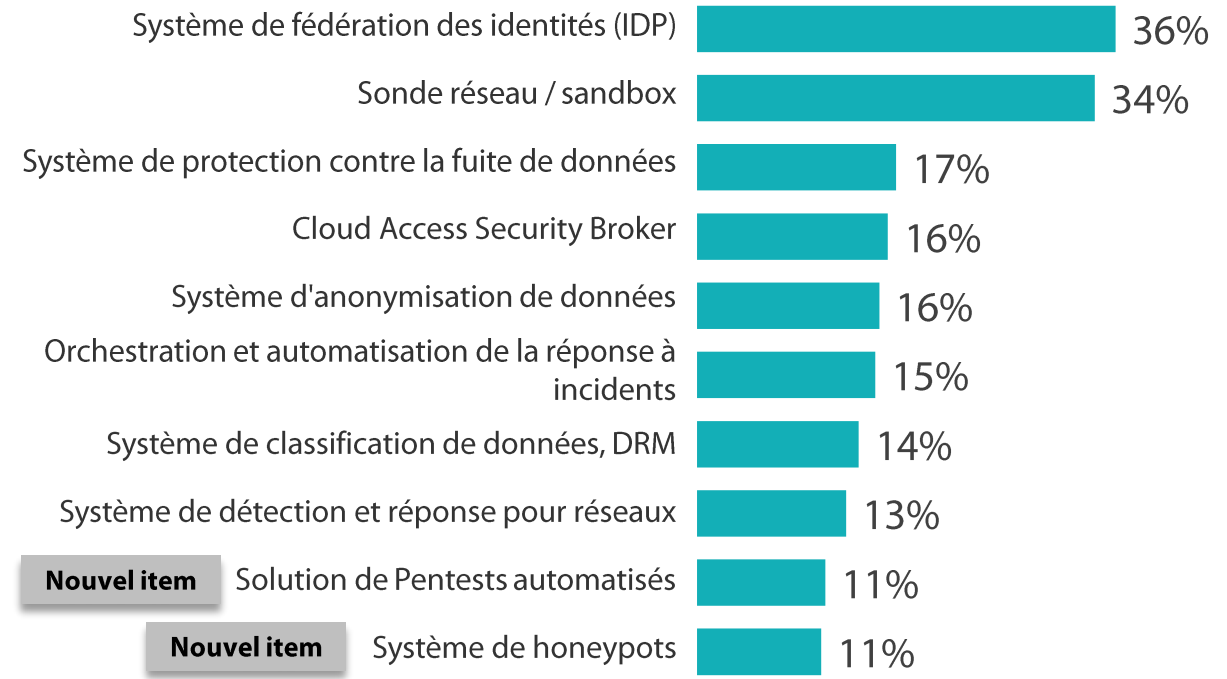 Système de fédération des identités (IDP) 36%
Sonde réseau / sandbox 34%
Système de protection contre la fuite de données 17%
Cloud Access Security Broker 16%
Système d'anonymisation de données 16%
Orchestration et automatisation de la réponse à
incidents 15%
Système de classification de données, DRM 14%
Système de détection et réponse pour réseaux 13%
Nouvel item Solution de Pentests automatisés 11%
Nouvel item Système de honeypots 11%